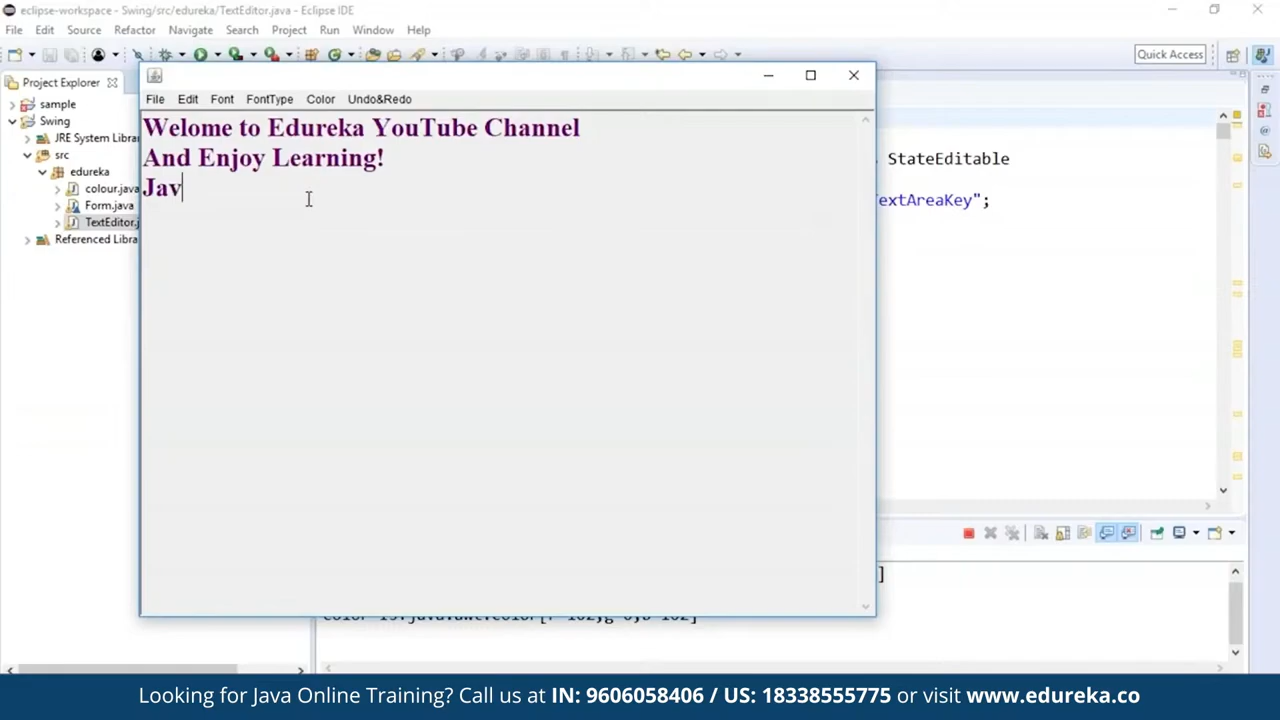 eclipse-workspace - Swing/src/edureka/TextEditor.java - Eclipse IDE
File Edit Source Refactor Navigate Search Project Run Window Help
Quick Access
Project Explorer
sample
Swing
JRE System Libra
src
edureka
colour.java
Form.java
TextEditor.j
Referenced Libra
File Edit Font FontType Color Undo&Redo
Welome to Edureka YouTube Channel
And Enjoy Learning!
Jav
StateEditable
TextAreaKey";
]
Looking for Java Online Training? Call us at IN: 9606058406 / US: 18338555775 or visit www.edureka.co